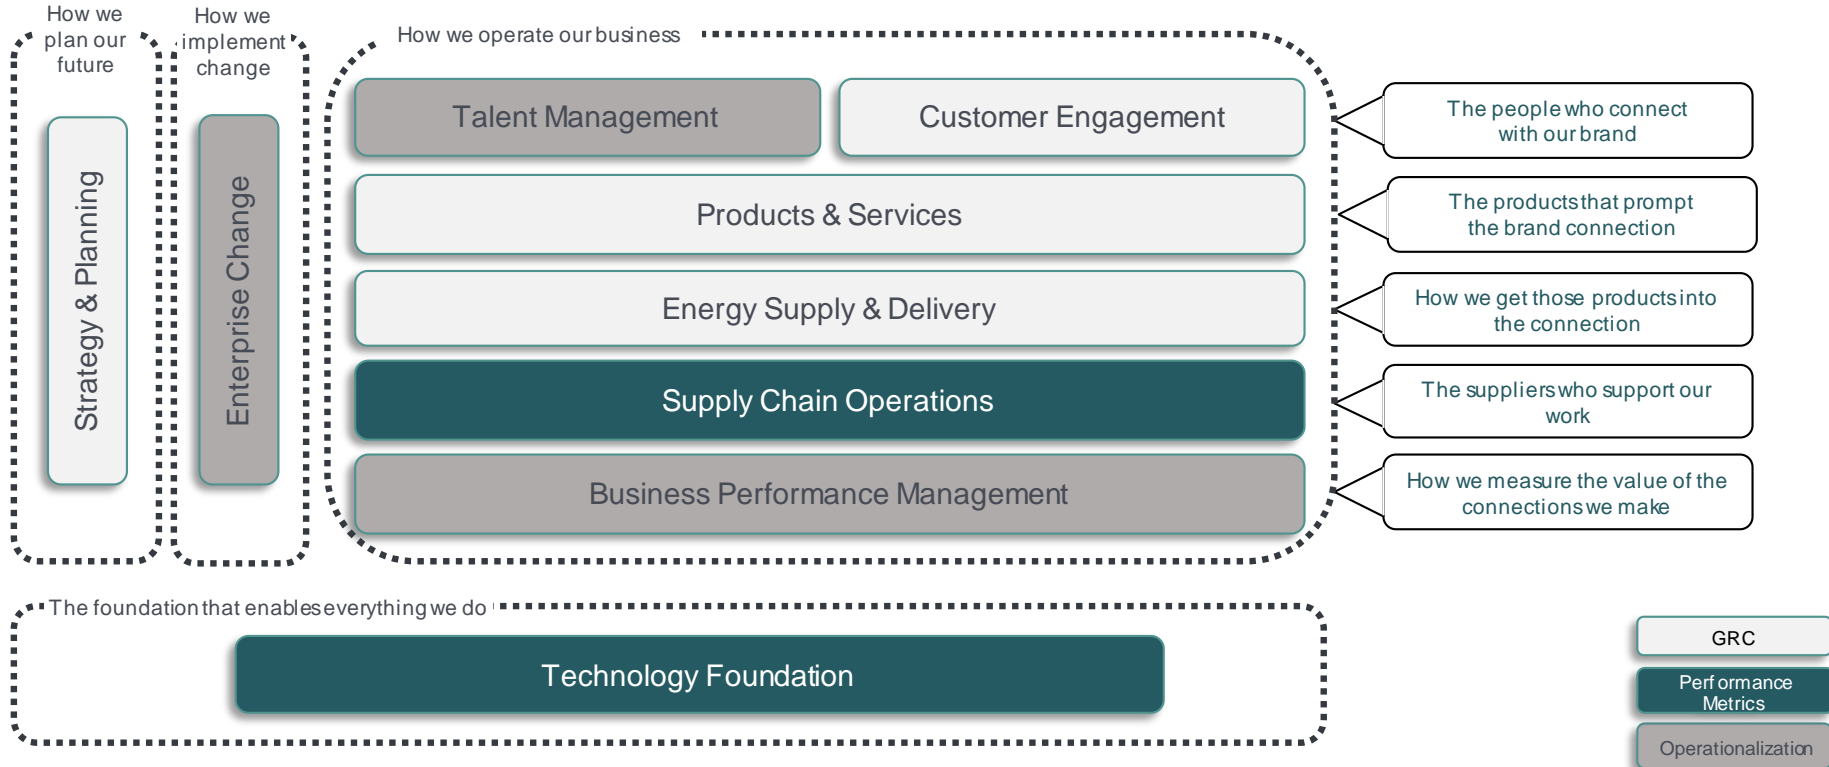 How we
plan our
future
How we
implement
change
How we operate our business
Strategy & Planning
Enterprise Change
Talent Management
Customer Engagement
The people who connect
with our brand
Products & Services
The products that prompt
the brand connection
Energy Supply & Delivery
How we get those products into
the connection
Supply Chain Operations
The suppliers who support our
work
Business Performance Management
How we measure the value of the
connections we make
The foundation that enables everything we do
Technology Foundation
GRC
Performance
Metrics
Operationalization